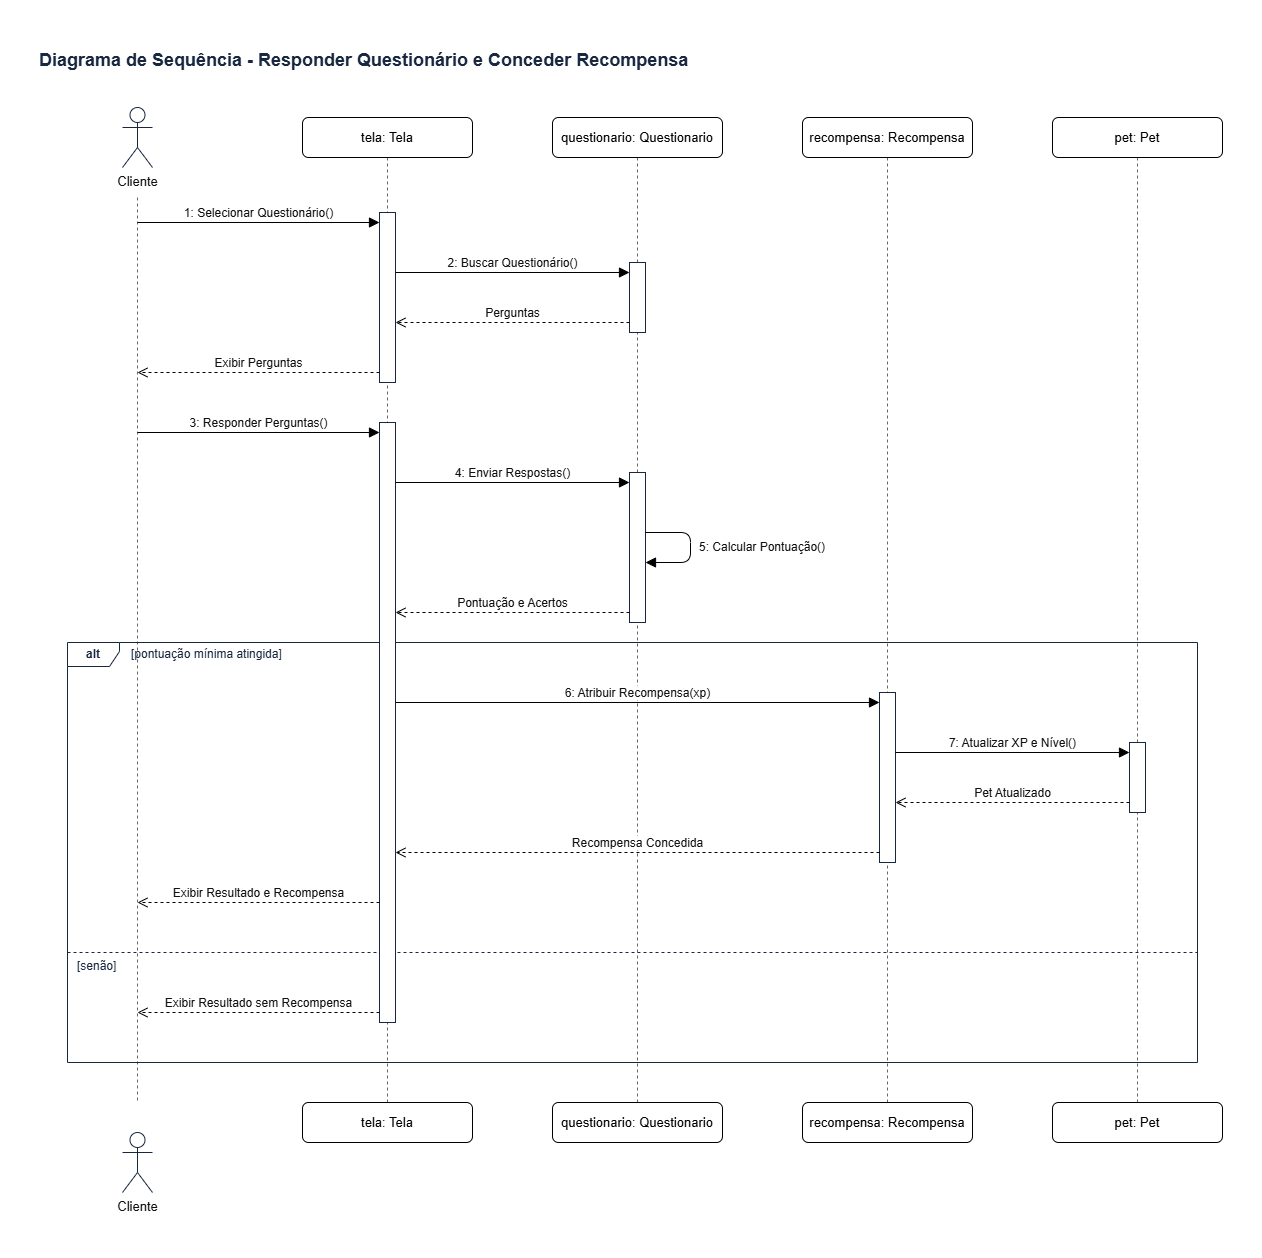 Diagrama de Sequência - Responder Questionário e Conceder Recompensa
Cliente
tela: Tela
questionario: Questionario
recompensa: Recompensa
pet: Pet
1: Selecionar Questionário()
2: Buscar Questionário()
Perguntas
Exibir Perguntas
3: Responder Perguntas()
4: Enviar Respostas()
5: Calcular Pontuação()
Pontuação e Acertos
alt
[pontuação mínima atingida]
6: Atribuir Recompensa(xp)
7: Atualizar XP e Nível()
Pet Atualizado
Recompensa Concedida
Exibir Resultado e Recompensa
[senão]
Exibir Resultado sem Recompensa
tela: Tela
questionario: Questionario
recompensa: Recompensa
pet: Pet
Cliente